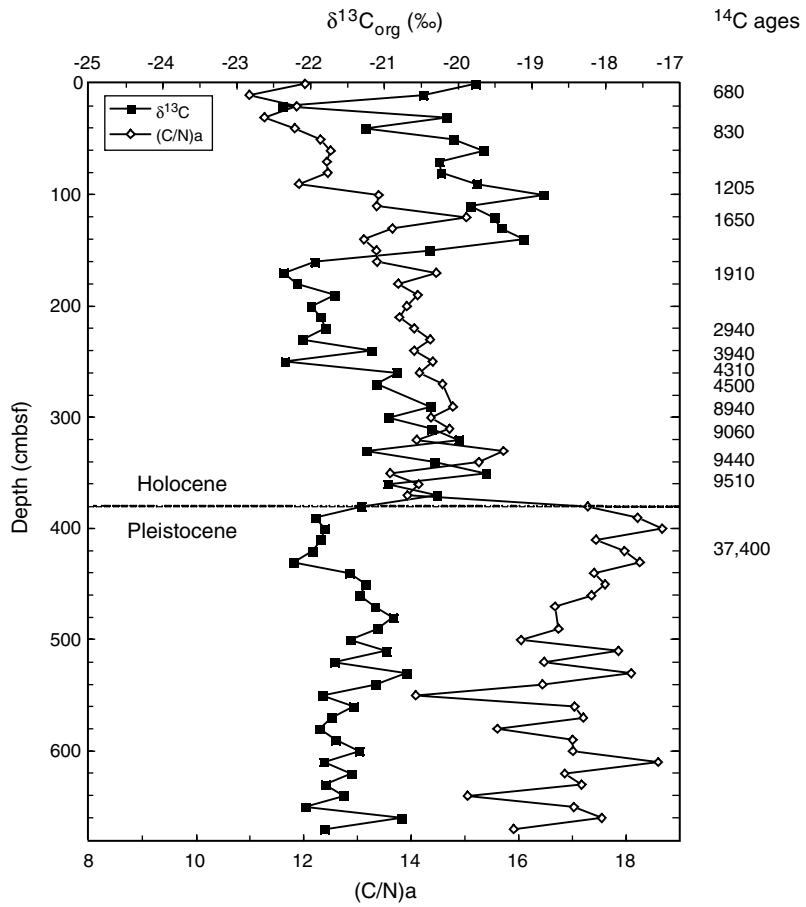 δ¹³C_org (‰)
¹⁴C ages
-25 -24 -23 -22 -21 -20 -19 -18 -17
0
100
200
300
400
500
600
δ¹³C
(C/N)a
680
830
1205
1650
1910
2940
3940
4310
4500
8940
9060
9440
9510
37,400
Depth (cmbsf)
Holocene
Pleistocene
8 10 12 14 16 18
(C/N)a